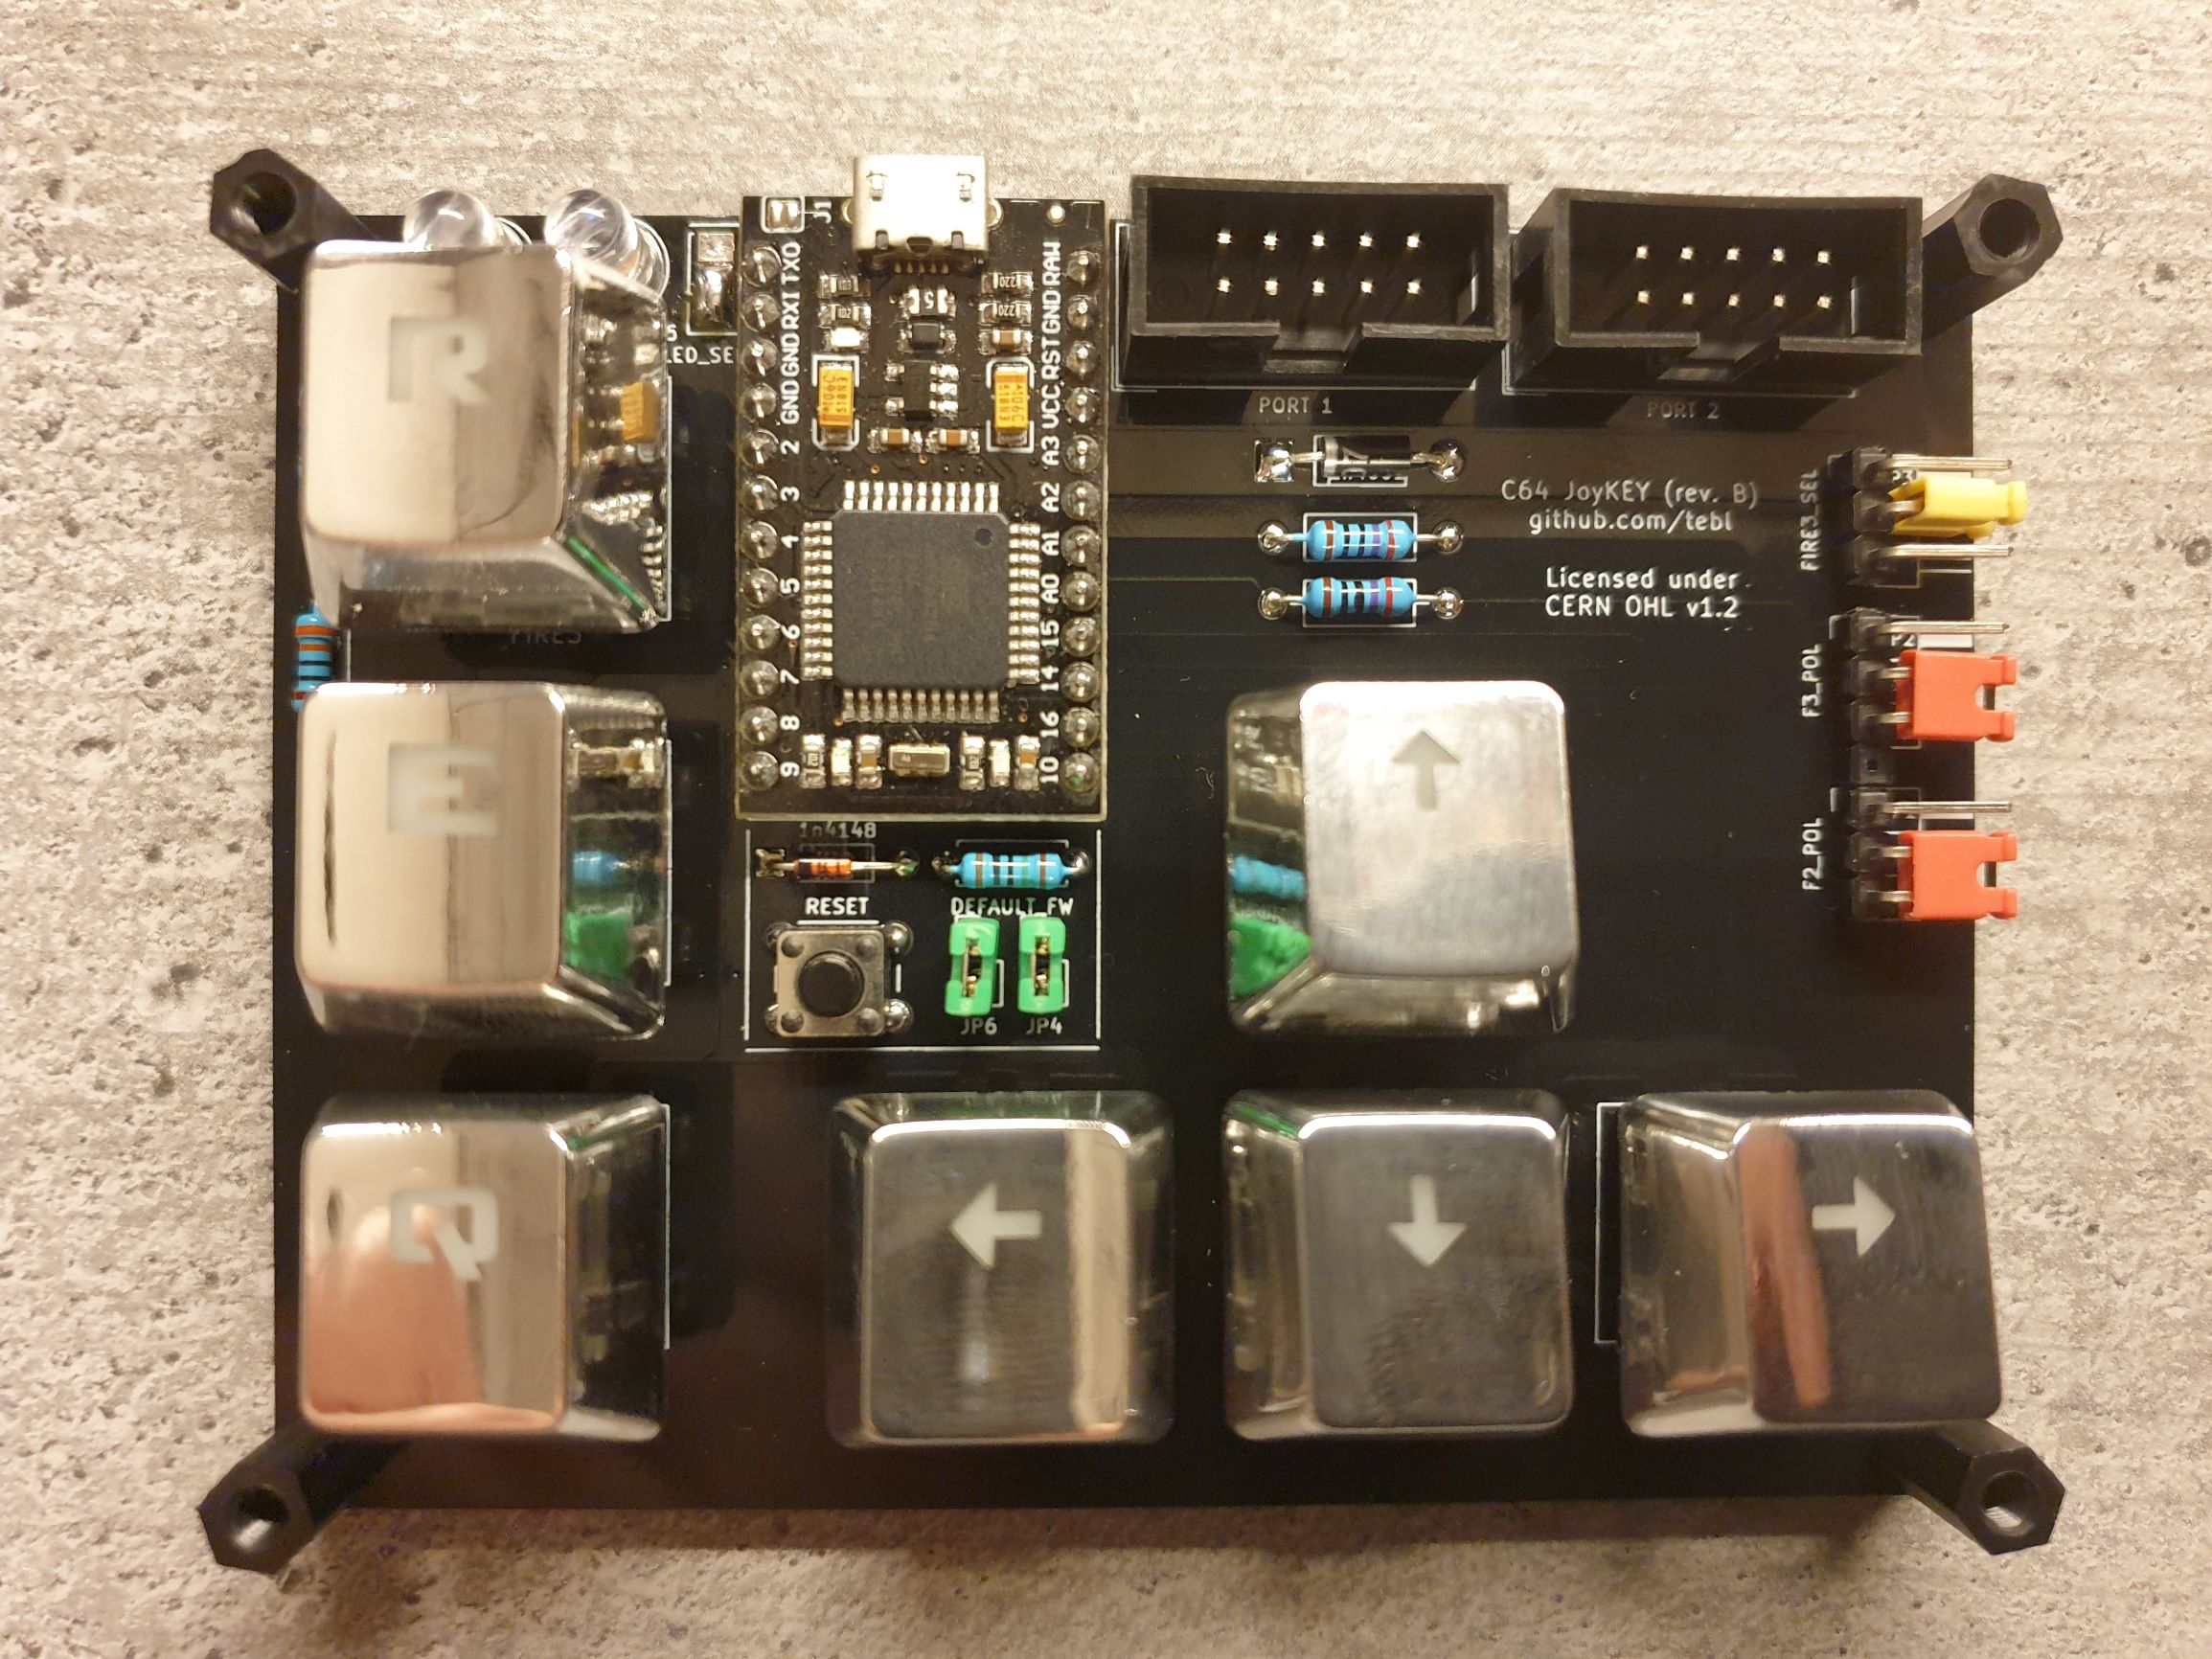 R
E
Q
LED_SE
J1
TXO
RXI
GND
GND
2
3
4
5
6
7
8
9
RAW
GND
RST
VCC
A3
A2
A1
A0
15
14
16
10
PORT 1
PORT 2
C64 JoyKEY (rev. B)
github.com/tebl
Licensed under
CERN OHL v1.2
FIRE3_SEL
F3_POL
F2_POL
1n4148
RESET
DEFAULT_FW
JP6
JP4